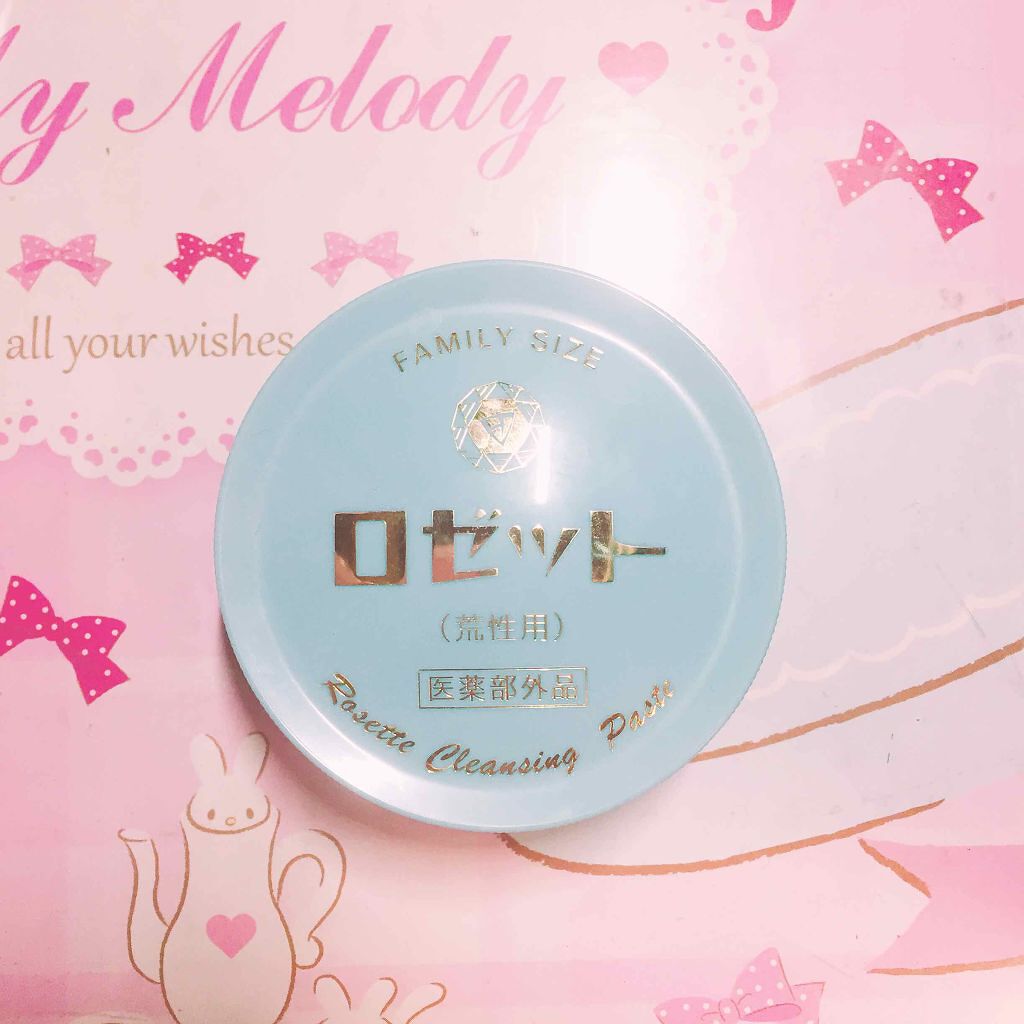 y Melody
all your wishes
FAMILY SIZE
ロゼット
（荒性用）
医薬部外品
Rosette Cleansing Paste